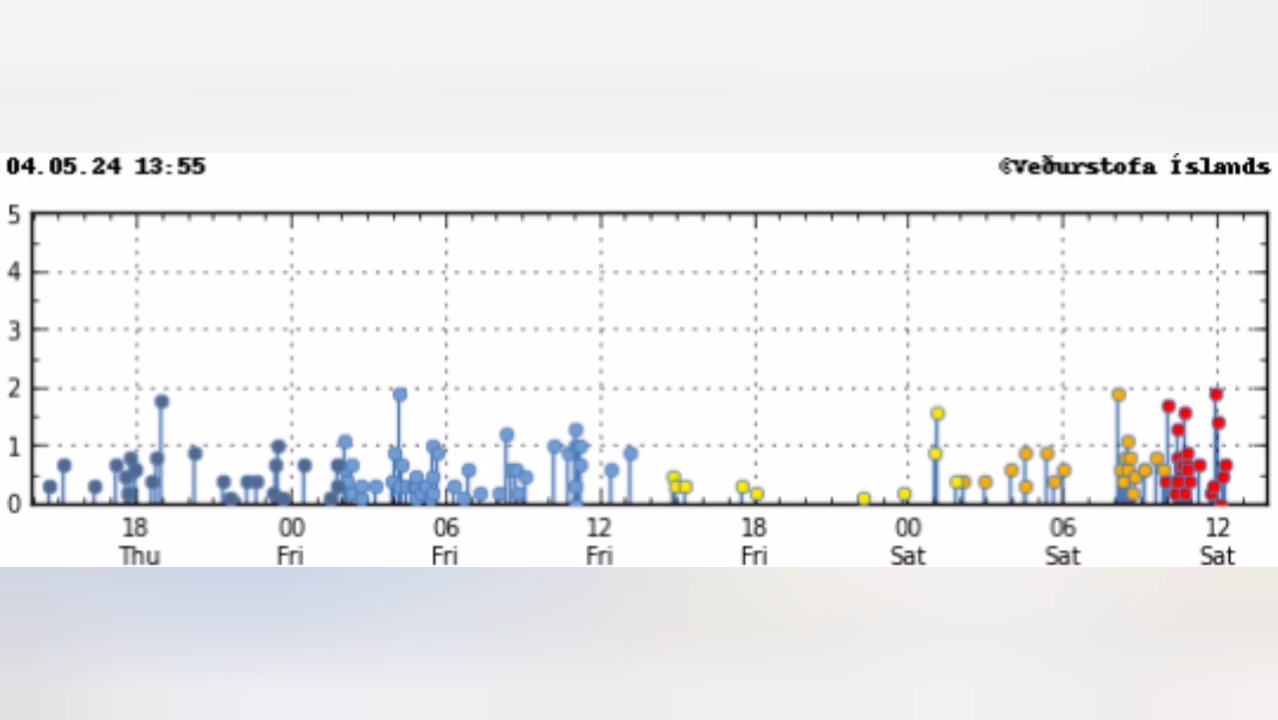 04.05.24 13:55 ©Veðurstofa Íslands
5
4
3
2
1
0
18 00 06 12 18 00 06 12
Thu Fri Fri Fri Fri Sat Sat Sat